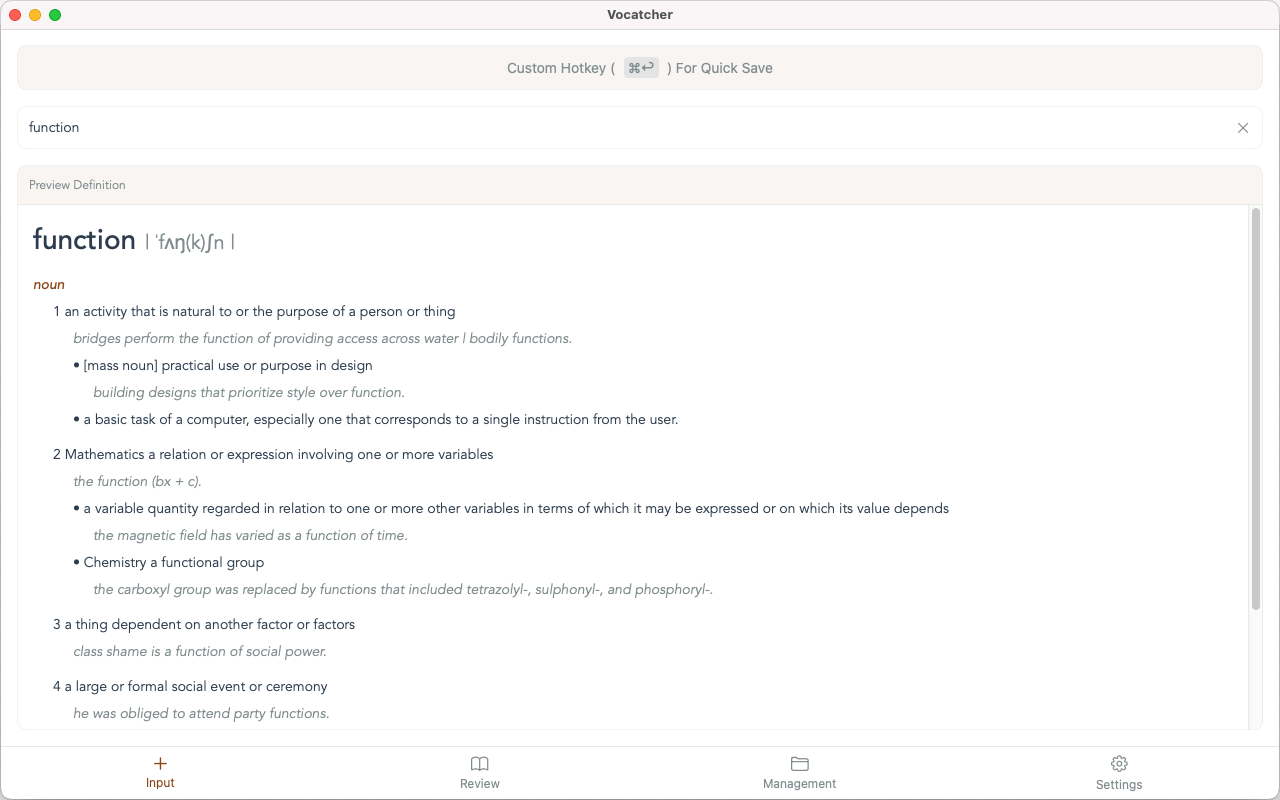 Vocatcher
Custom Hotkey ( ⌘↩ ) For Quick Save
function
Preview Definition
function | ˈfʌŋ(k)ʃn |
noun
1 an activity that is natural to or the purpose of a person or thing
bridges perform the function of providing access across water | bodily functions.
• [mass noun] practical use or purpose in design
building designs that prioritize style over function.
• a basic task of a computer, especially one that corresponds to a single instruction from the user.
2 Mathematics a relation or expression involving one or more variables
the function (bx + c).
• a variable quantity regarded in relation to one or more other variables in terms of which it may be expressed or on which its value depends
the magnetic field has varied as a function of time.
• Chemistry a functional group
the carboxyl group was replaced by functions that included tetrazolyl-, sulphonyl-, and phosphoryl-.
3 a thing dependent on another factor or factors
class shame is a function of social power.
4 a large or formal social event or ceremony
he was obliged to attend party functions.
Input
Review
Management
Settings